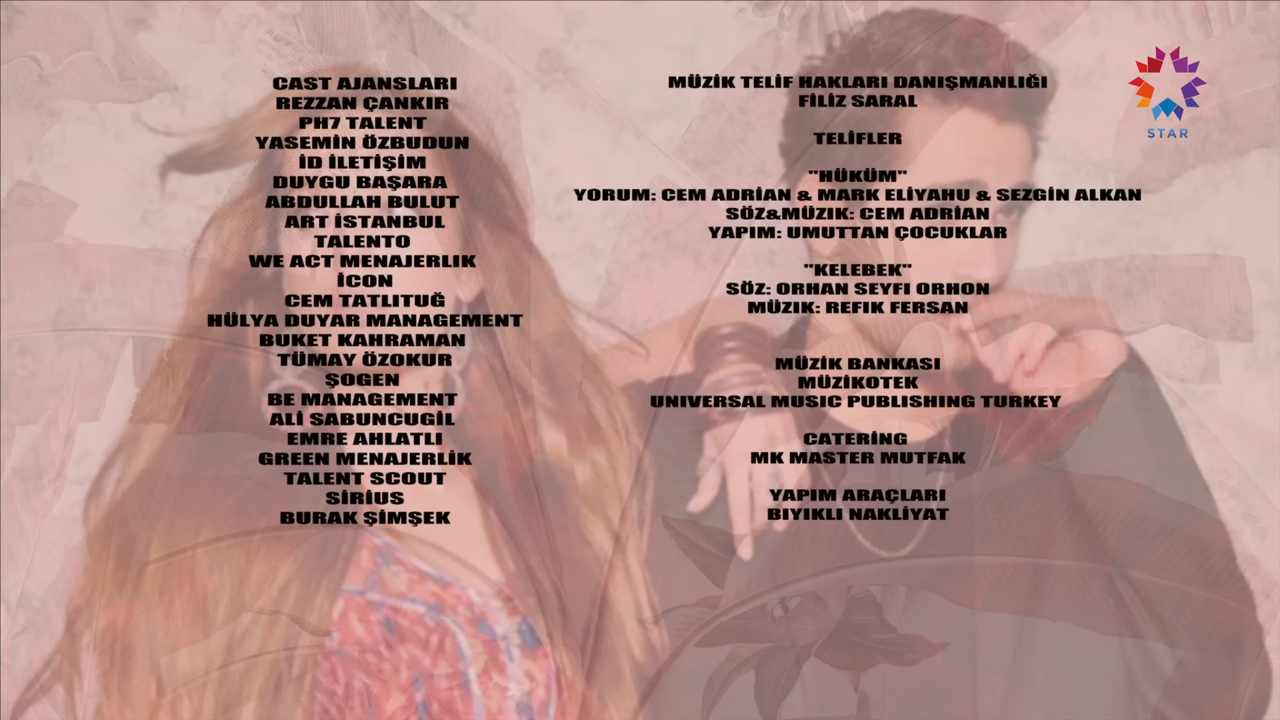 CAST AJANSLARI
REZZAN ÇANKIR
PH7 TALENT
YASEMİN ÖZBUDUN
İD İLETİŞİM
DUYGU BAŞARA
ABDULLAH BULUT
ART İSTANBUL
TALENTO
WE ACT MENAJERLIK
İCON
CEM TATLITUĞ
HÜLYA DUYAR MANAGEMENT
BUKET KAHRAMAN
TÜMAY ÖZOKUR
ŞOGEN
BE MANAGEMENT
ALİ SABUNCUGİL
EMRE AHLATLI
GREEN MENAJERLİK
TALENT SCOUT
SİRİUS
BURAK ŞİMŞEK
MÜZİK TELİF HAKLARI DANIŞMANLIĞI
FİLİZ SARAL
TELİFLER
"HÜKÜM"
YORUM: CEM ADRİAN & MARK ELİYAHU & SEZGİN ALKAN
SÖZ&MÜZIK: CEM ADRİAN
YAPIM: UMUTTAN ÇOCUKLAR
"KELEBEK"
SÖZ: ORHAN SEYFI ORHON
MÜZIK: REFIK FERSAN
MÜZİK BANKASI
MÜZİKOTEK
UNIVERSAL MUSIC PUBLISHING TURKEY
CATERİNG
MK MASTER MUTFAK
YAPIM ARAÇLARI
BIYIKLI NAKLİYAT
STAR